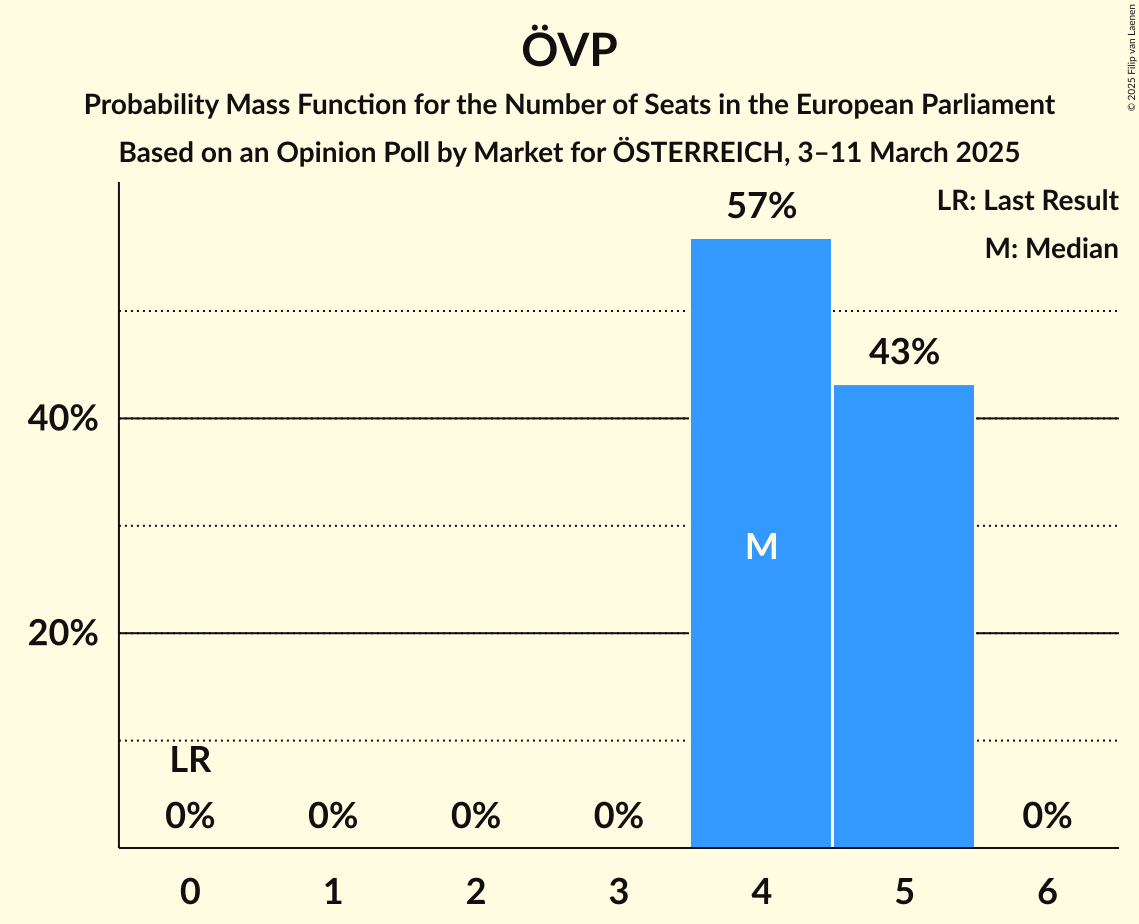 ÖVP
Probability Mass Function for the Number of Seats in the European Parliament
Based on an Opinion Poll by Market for ÖSTERREICH, 3–11 March 2025
© 2025 Filip van Laenen
LR: Last Result
M: Median
57%
43%
40%
M
20%
LR
0% 0% 0% 0% 0%
0 1 2 3 4 5 6